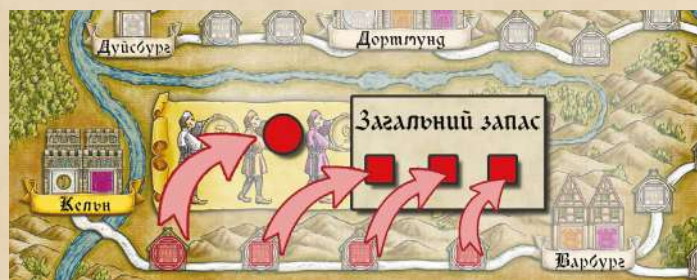 Дуйсбург
Дортмунд
Загальний запас
Кельн
Варбург